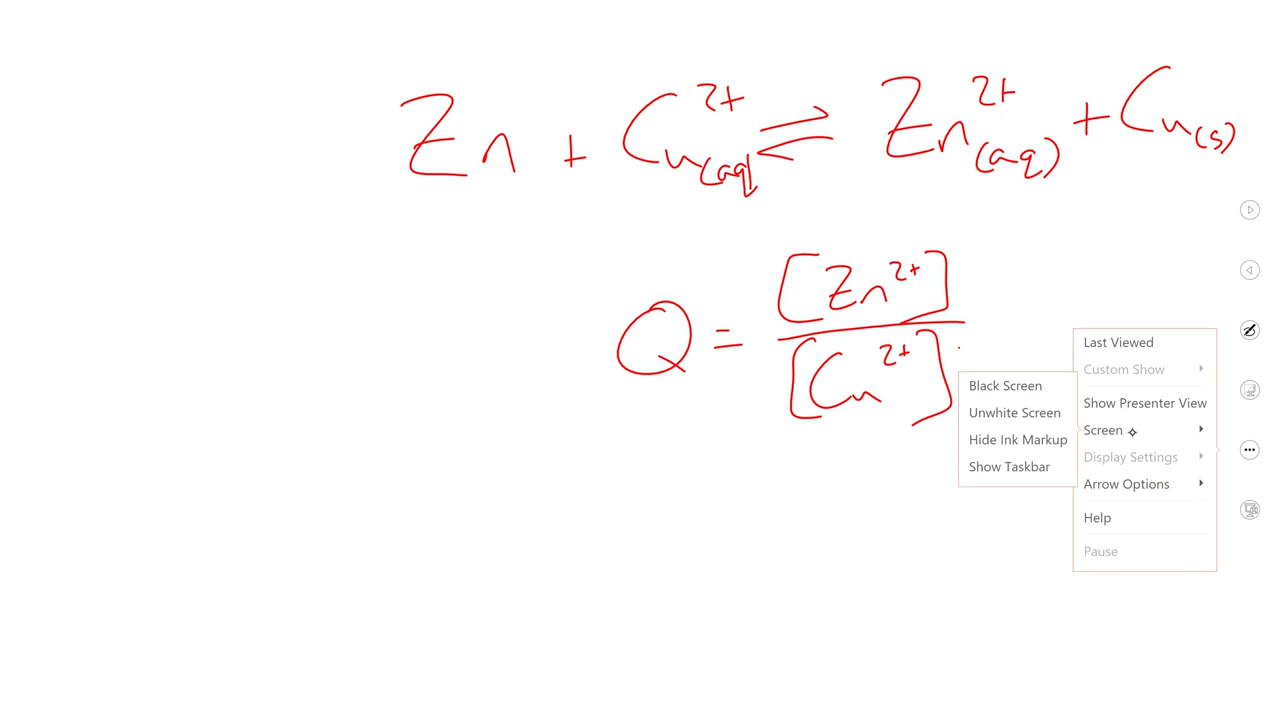 Zn + Cu²⁺(aq) ⇌ Zn²⁺(aq) + Cu(s)
Q = [Zn²⁺] / [Cu²⁺]
Last Viewed
Custom Show
Show Presenter View
Screen
Display Settings
Arrow Options
Help
Pause
Black Screen
Unwhite Screen
Hide Ink Markup
Show Taskbar